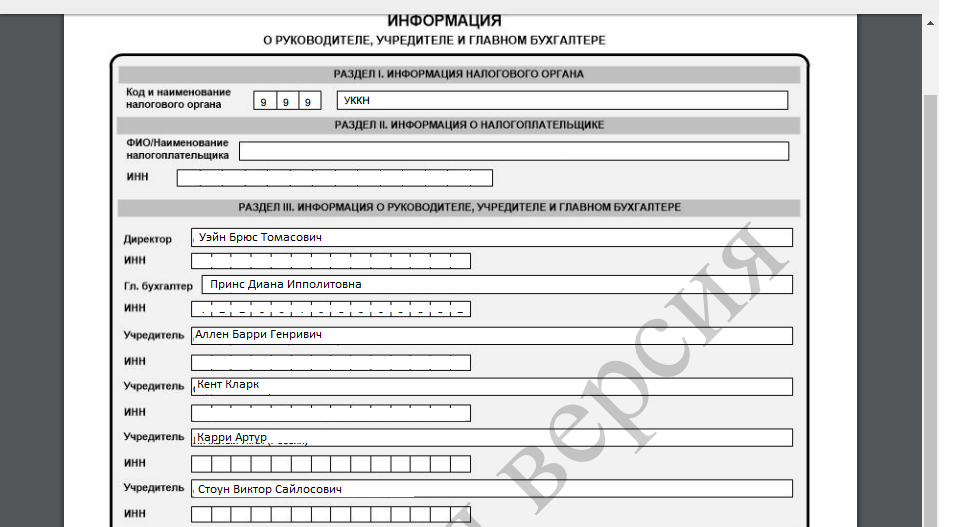 ИНФОРМАЦИЯ
О РУКОВОДИТЕЛЕ, УЧРЕДИТЕЛЕ И ГЛАВНОМ БУХГАЛТЕРЕ
РАЗДЕЛ I. ИНФОРМАЦИЯ НАЛОГОВОГО ОРГАНА
Код и наименование
налогового органа 9 9 9 УККН
РАЗДЕЛ II. ИНФОРМАЦИЯ О НАЛОГОПЛАТЕЛЬЩИКЕ
ФИО/Наименование
налогоплательщика
ИНН
РАЗДЕЛ III. ИНФОРМАЦИЯ О РУКОВОДИТЕЛЕ, УЧРЕДИТЕЛЕ И ГЛАВНОМ БУХГАЛТЕРЕ
Директор Уэйн Брюс Томасович
ИНН
Гл. бухгалтер Принс Диана Ипполитовна
ИНН
Учредитель Аллен Барри Генривич
ИНН
Учредитель Кент Кларк
ИНН
Учредитель Карри Артур
ИНН
Учредитель Стоун Виктор Сайлосович
ИНН
версия